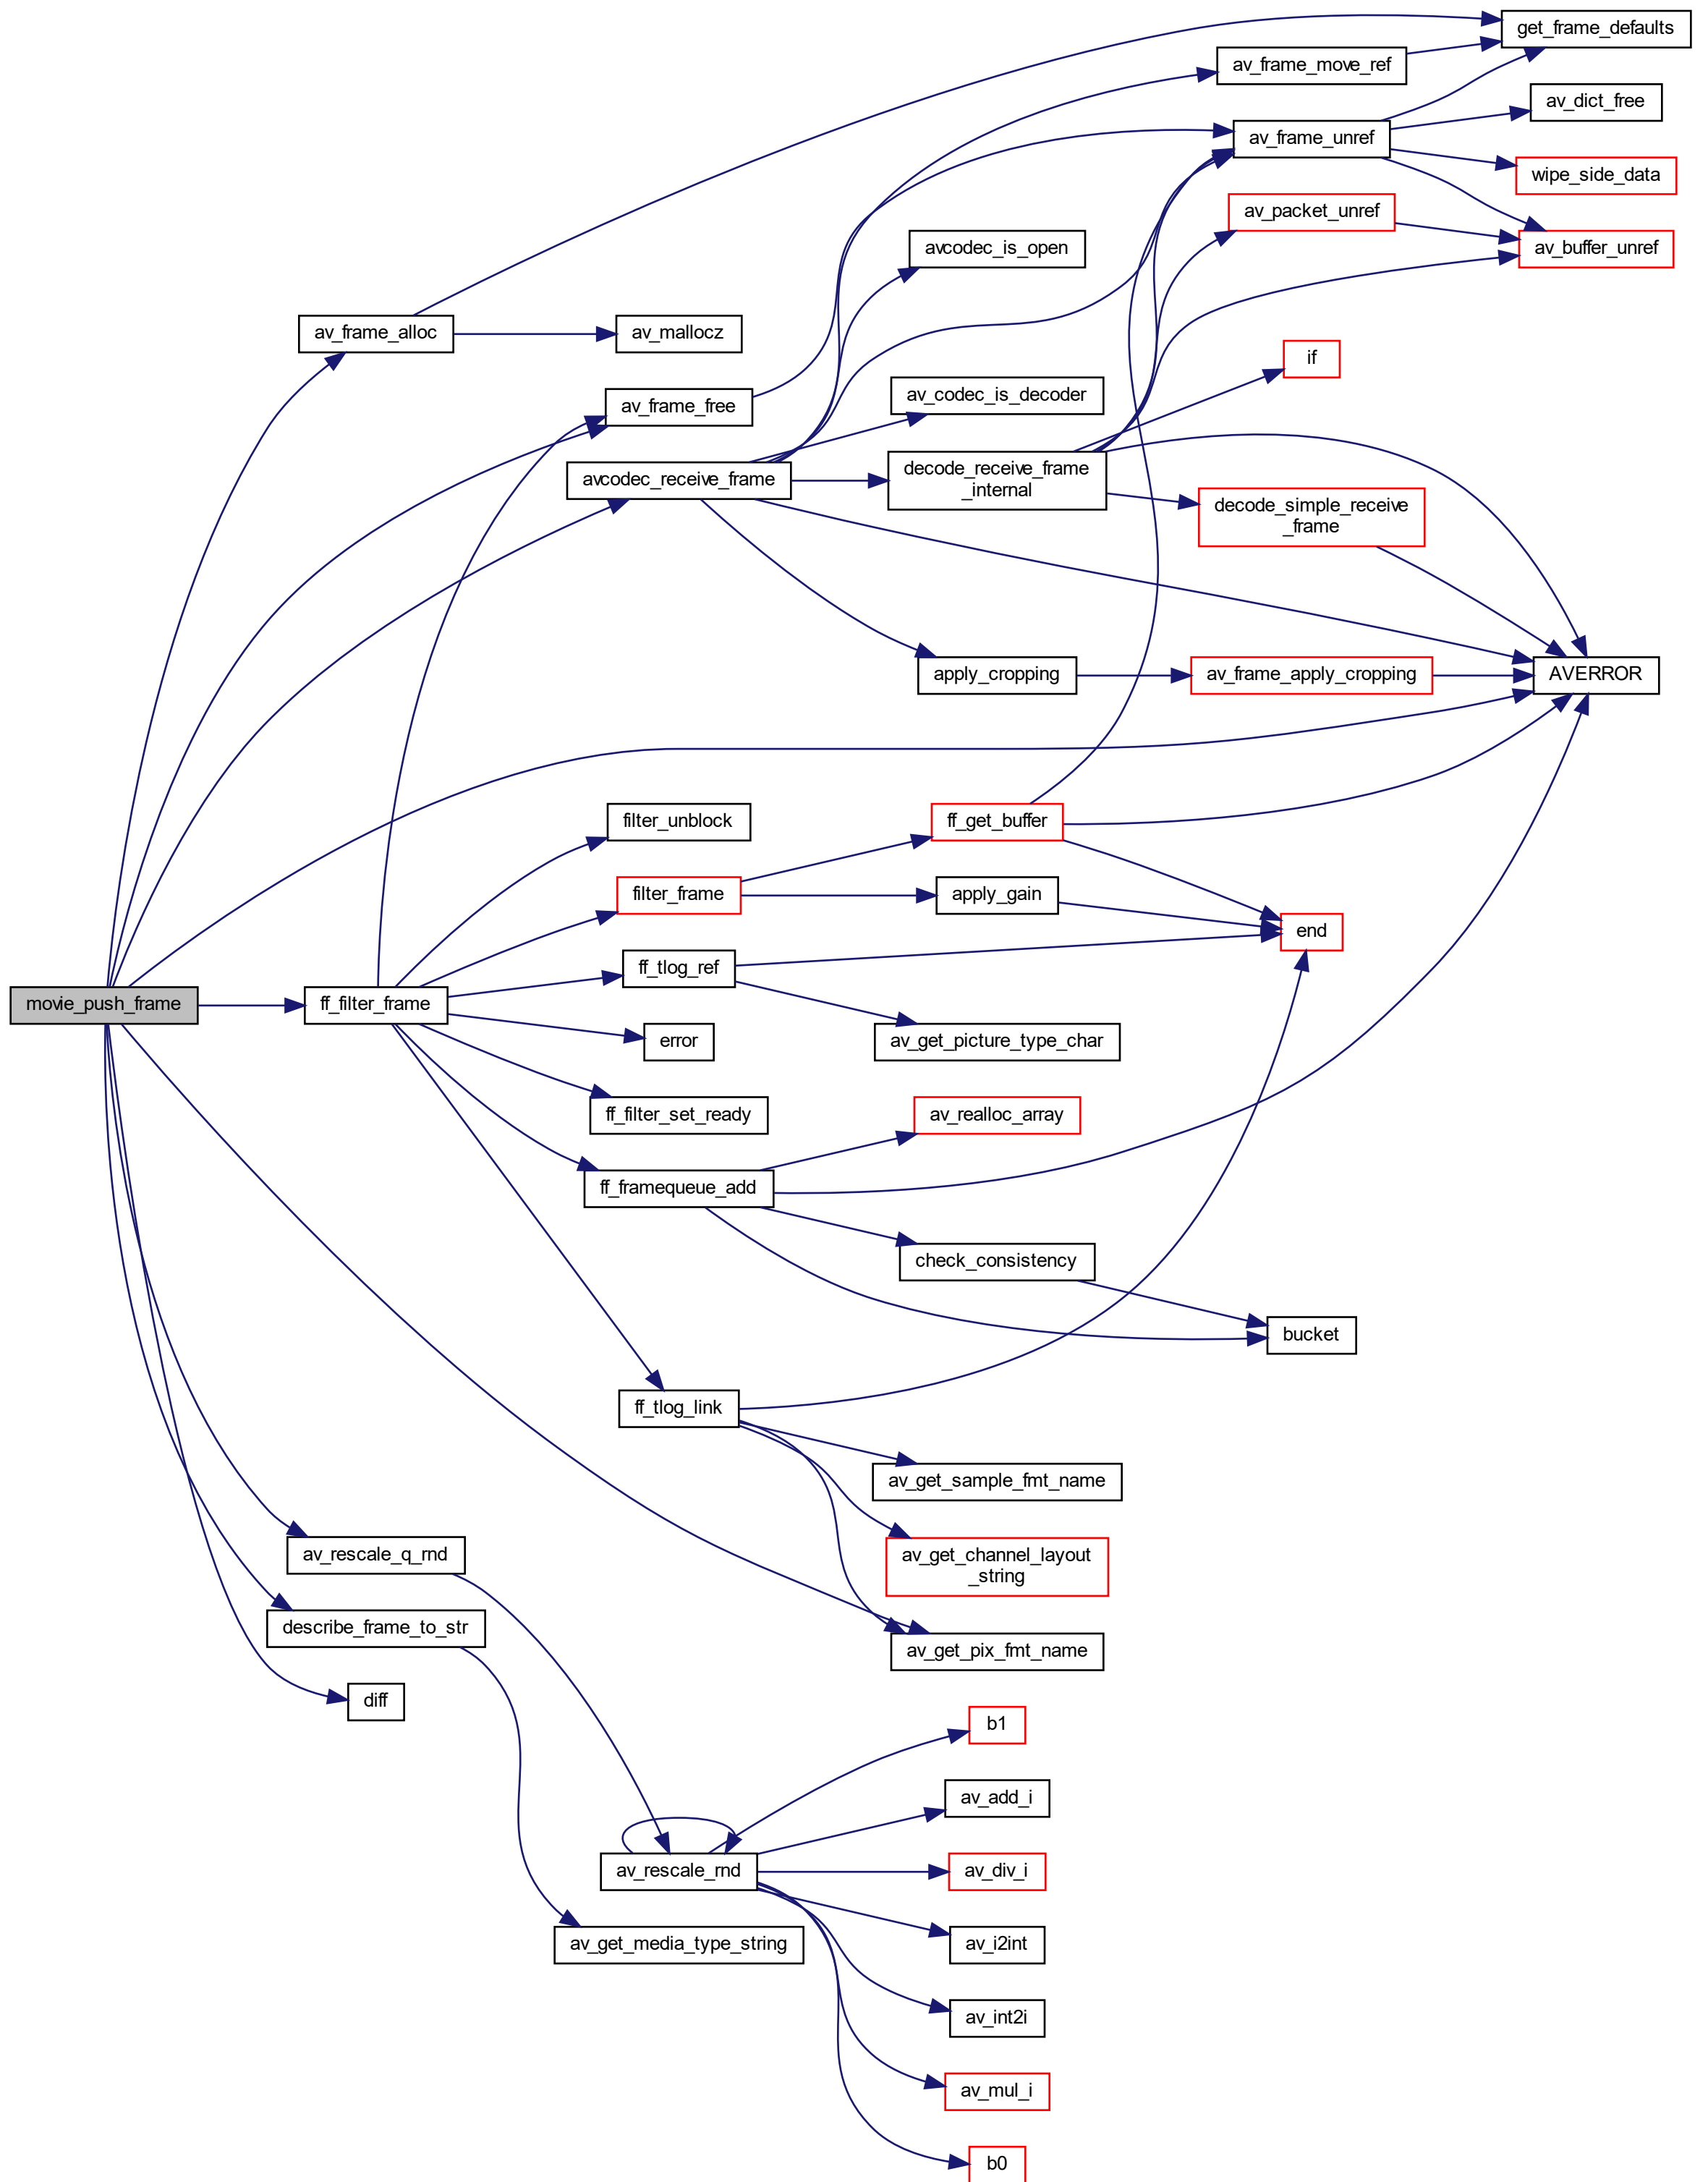 get_frame_defaults
av_frame_move_ref
av_dict_free
av_frame_unref
wipe_side_data
av_packet_unref
avcodec_is_open
av_buffer_unref
av_frame_alloc
av_mallocz
if
av_frame_free
av_codec_is_decoder
avcodec_receive_frame
decode_receive_frame
_internal
decode_simple_receive
_frame
apply_cropping
av_frame_apply_cropping
AVERROR
filter_unblock
ff_get_buffer
filter_frame
apply_gain
end
ff_tlog_ref
movie_push_frame
ff_filter_frame
error
av_get_picture_type_char
ff_filter_set_ready
av_realloc_array
ff_framequeue_add
check_consistency
bucket
ff_tlog_link
av_get_sample_fmt_name
av_rescale_q_rnd
av_get_channel_layout
_string
describe_frame_to_str
av_get_pix_fmt_name
diff
b1
av_add_i
av_rescale_rnd
av_div_i
av_get_media_type_string
av_i2int
av_int2i
av_mul_i
b0